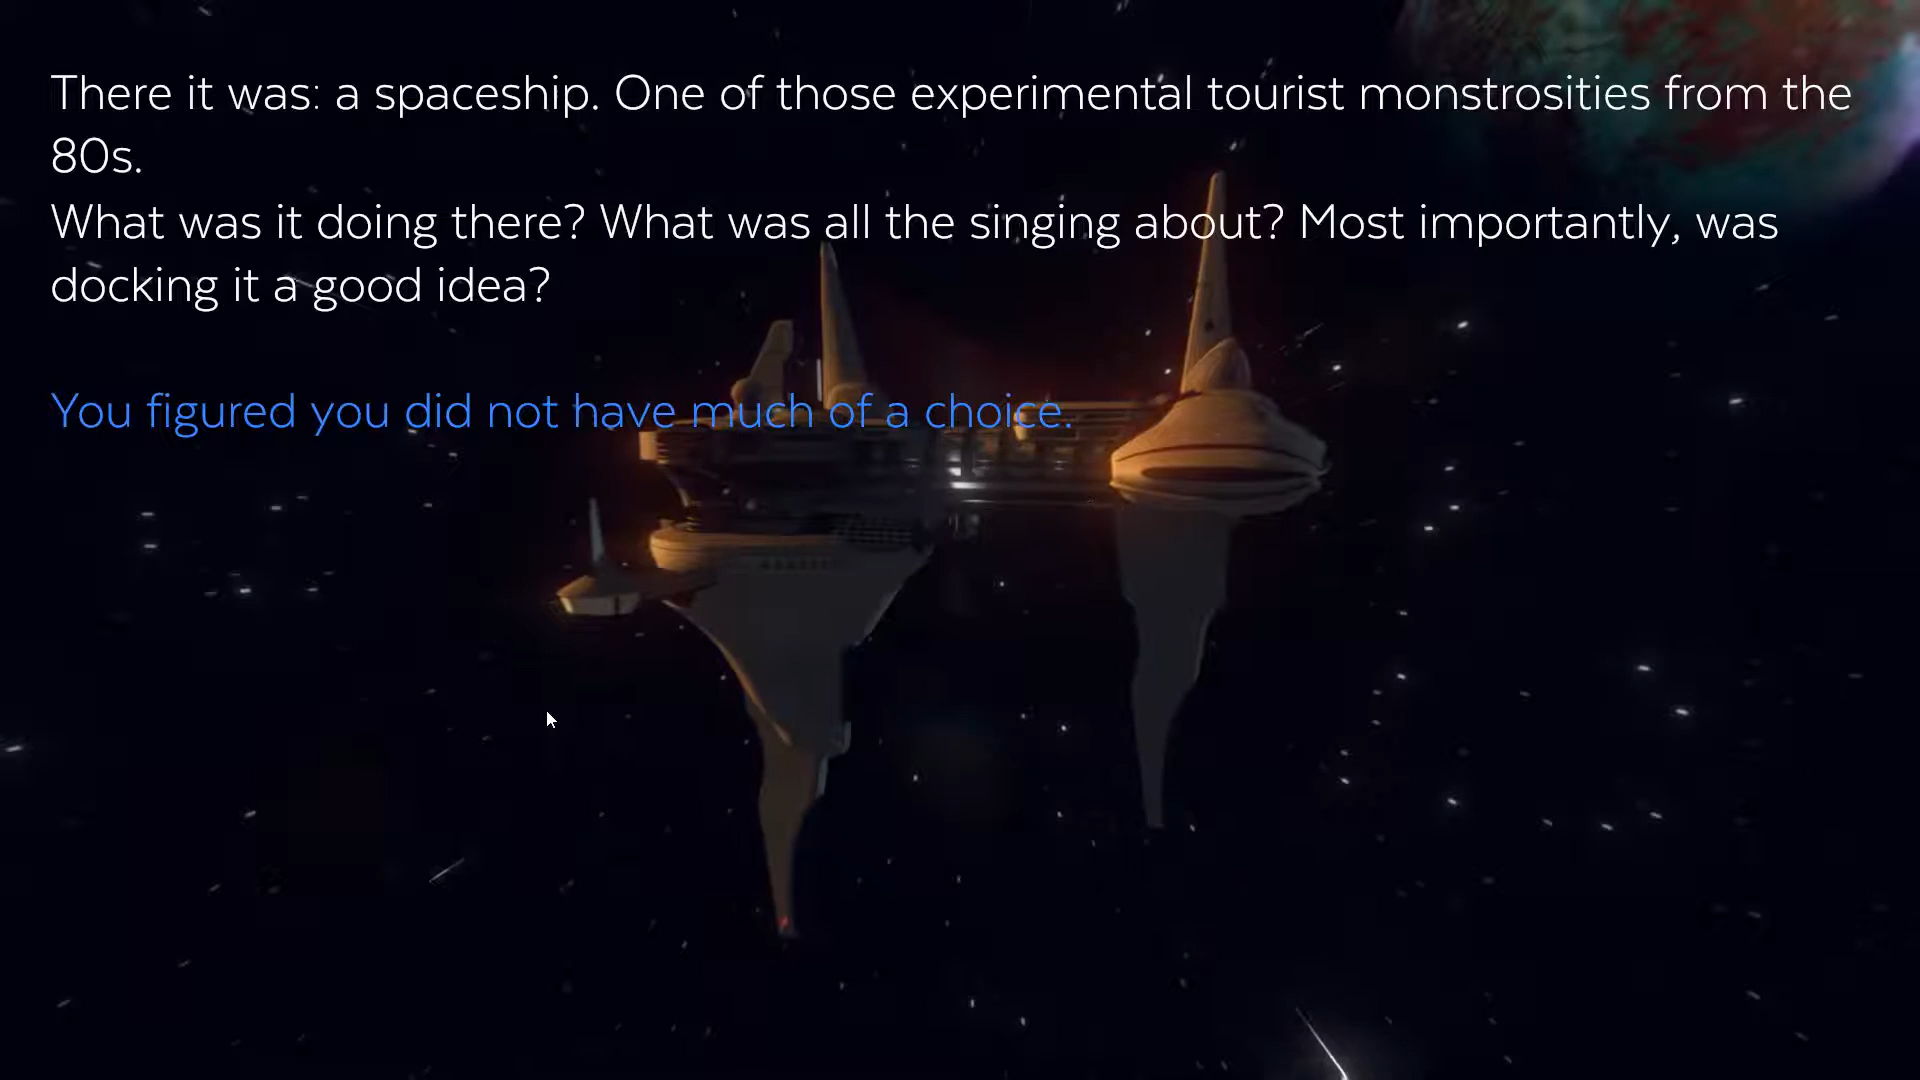 There it was: a spaceship. One of those experimental tourist monstrosities from the
80s.
What was it doing there? What was all the singing about? Most importantly, was
docking it a good idea?
You figured you did not have much of a choice.